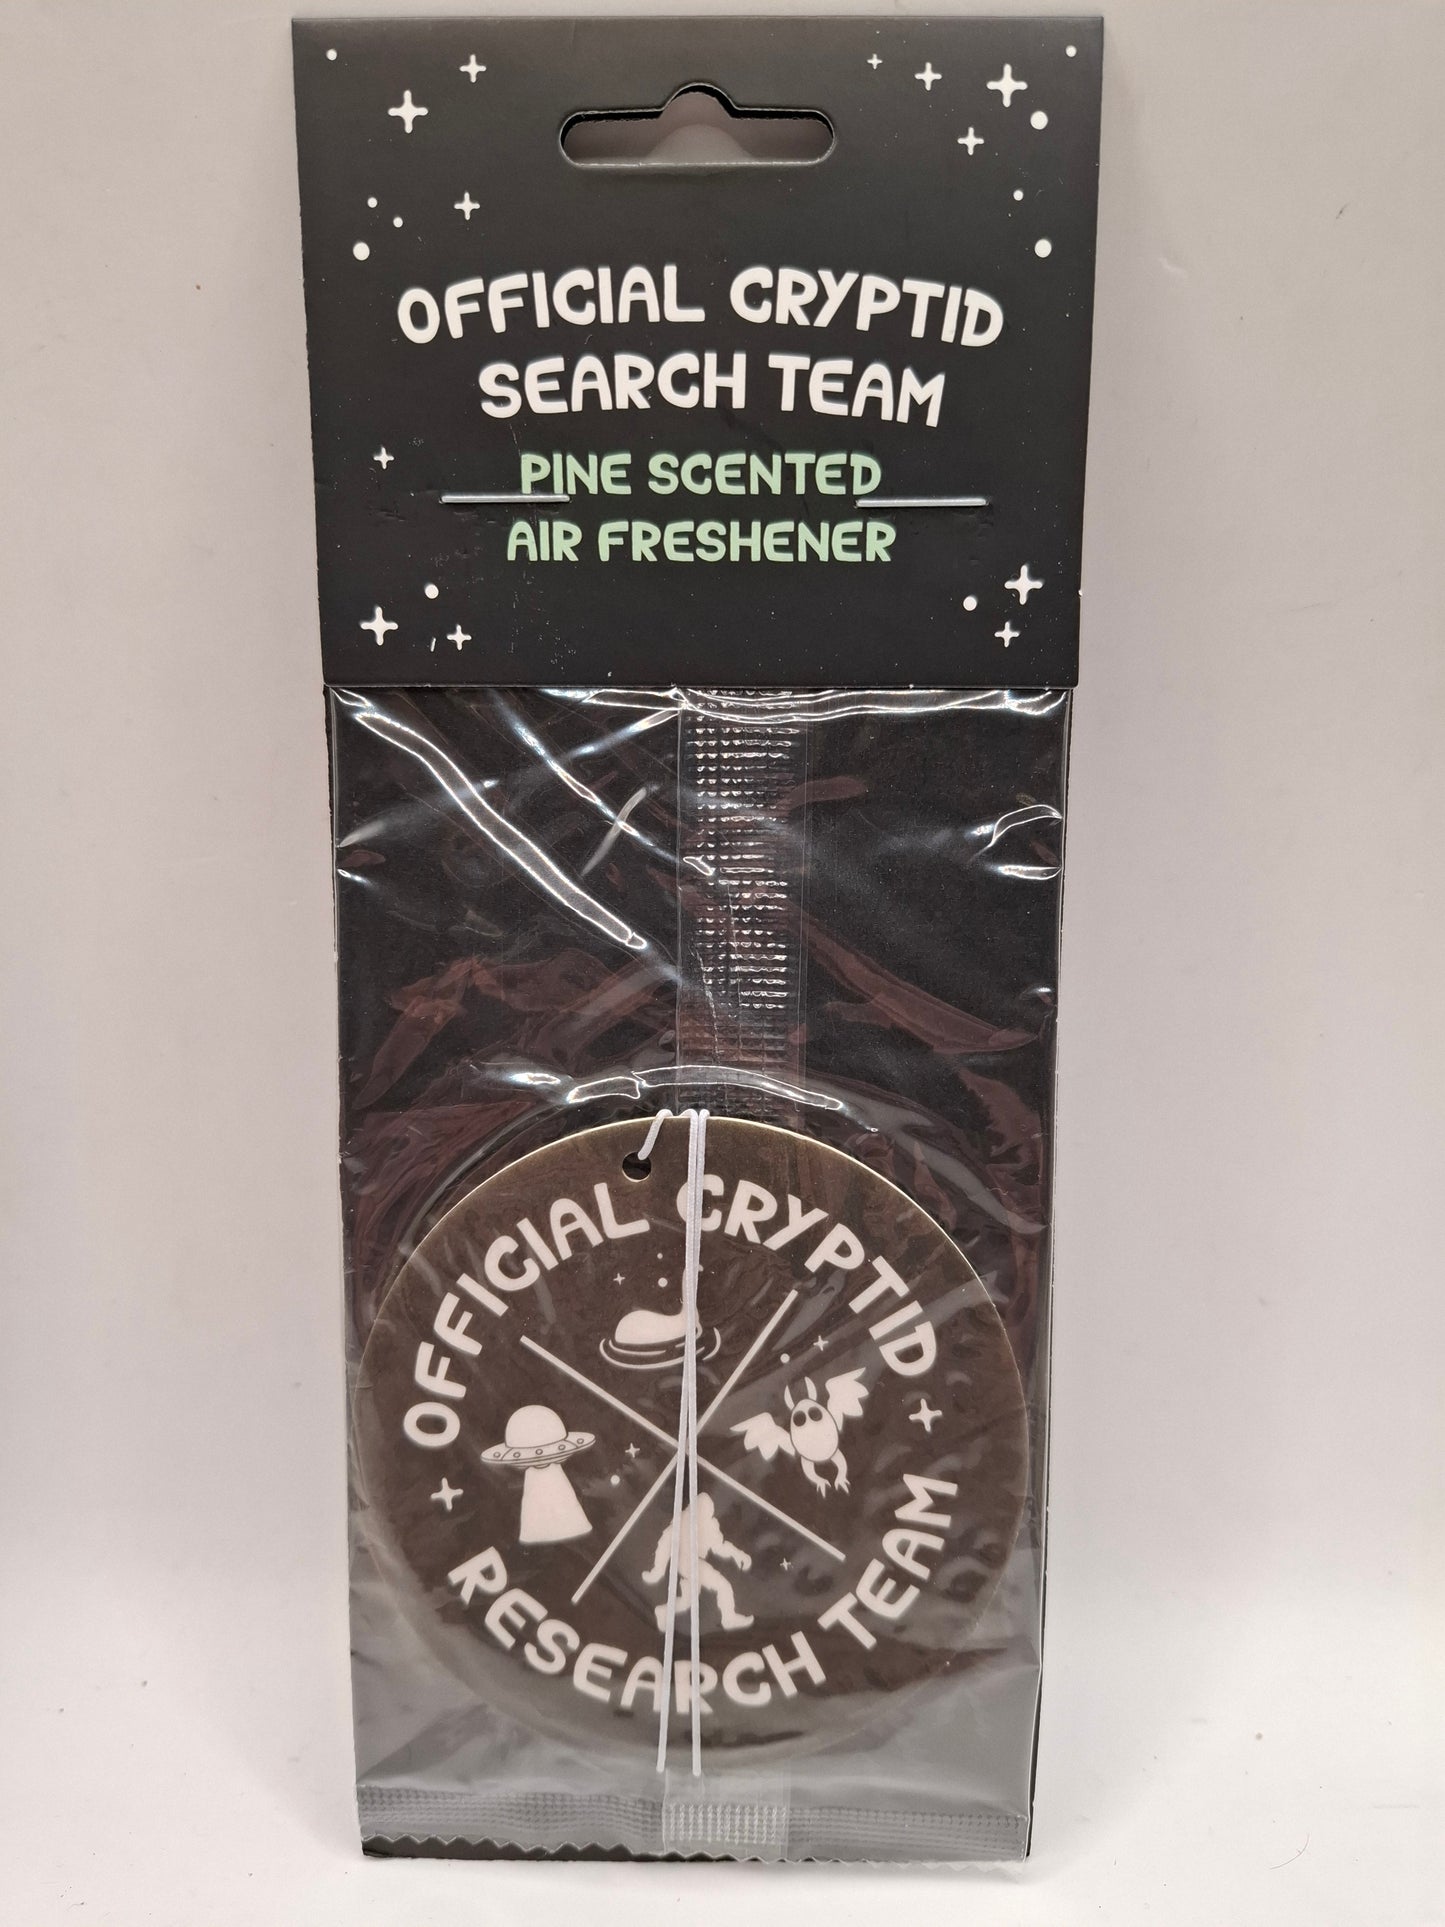 OFFICIAL CRYPTID
SEARCH TEAM
PINE SCENTED
AIR FRESHENER
OFFICIAL CRYPTID
RESEARCH TEAM